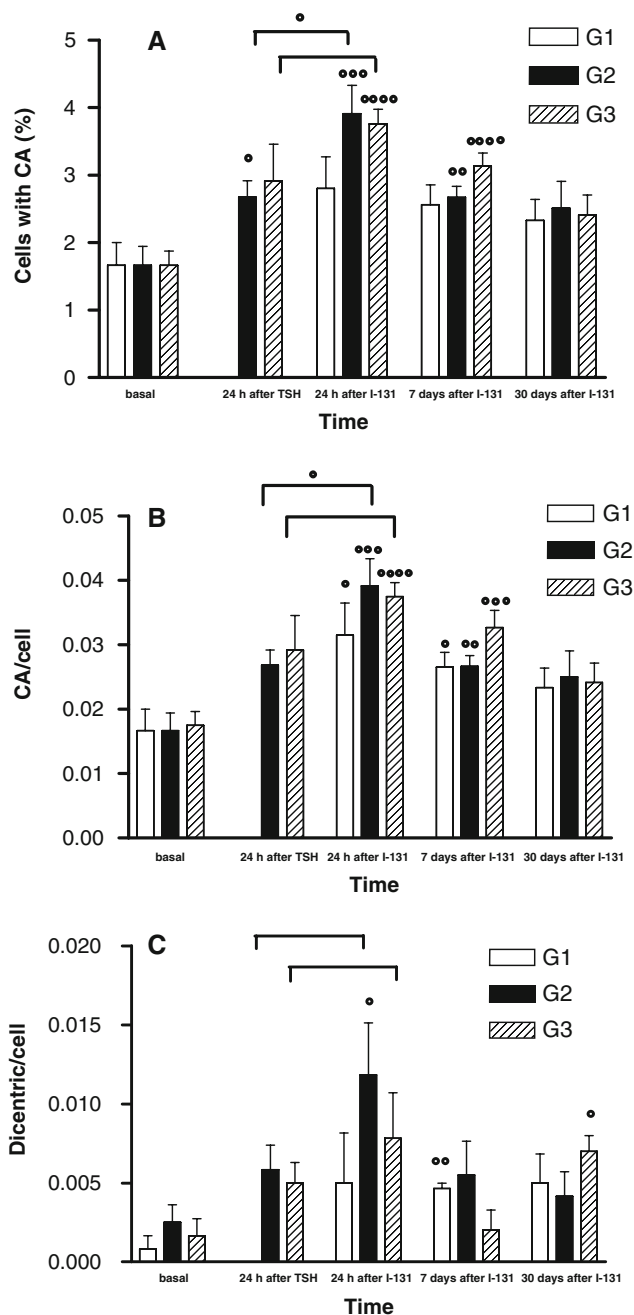 A
G1
G2
G3
Cells with CA (%)
5
4
3
2
1
0
basal
24 h after TSH
24 h after I-131
7 days after I-131
30 days after I-131
Time
B
G1
G2
G3
CA/cell
0.05
0.04
0.03
0.02
0.01
0.00
basal
24 h after TSH
24 h after I-131
7 days after I-131
30 days after I-131
Time
C
G1
G2
G3
Dicentric/cell
0.020
0.015
0.010
0.005
0.000
basal
24 h after TSH
24 h after I-131
7 days after I-131
30 days after I-131
Time